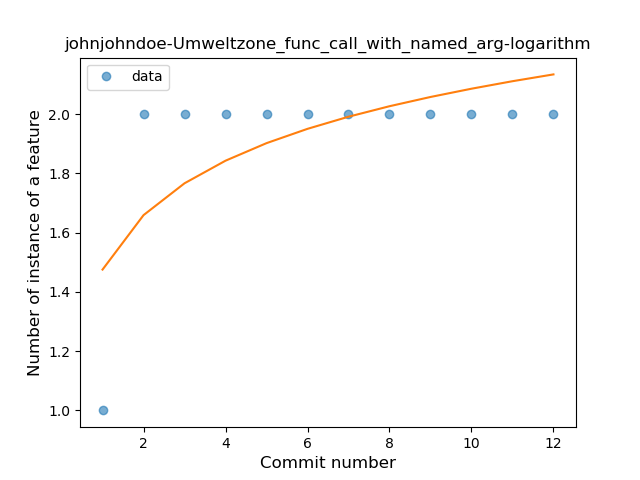 johnjohndoe-Umweltzone_func_call_with_named_arg-logarithm
data
Number of instance of a feature
2.0
1.8
1.6
1.4
1.2
1.0
2 4 6 8 10 12
Commit number